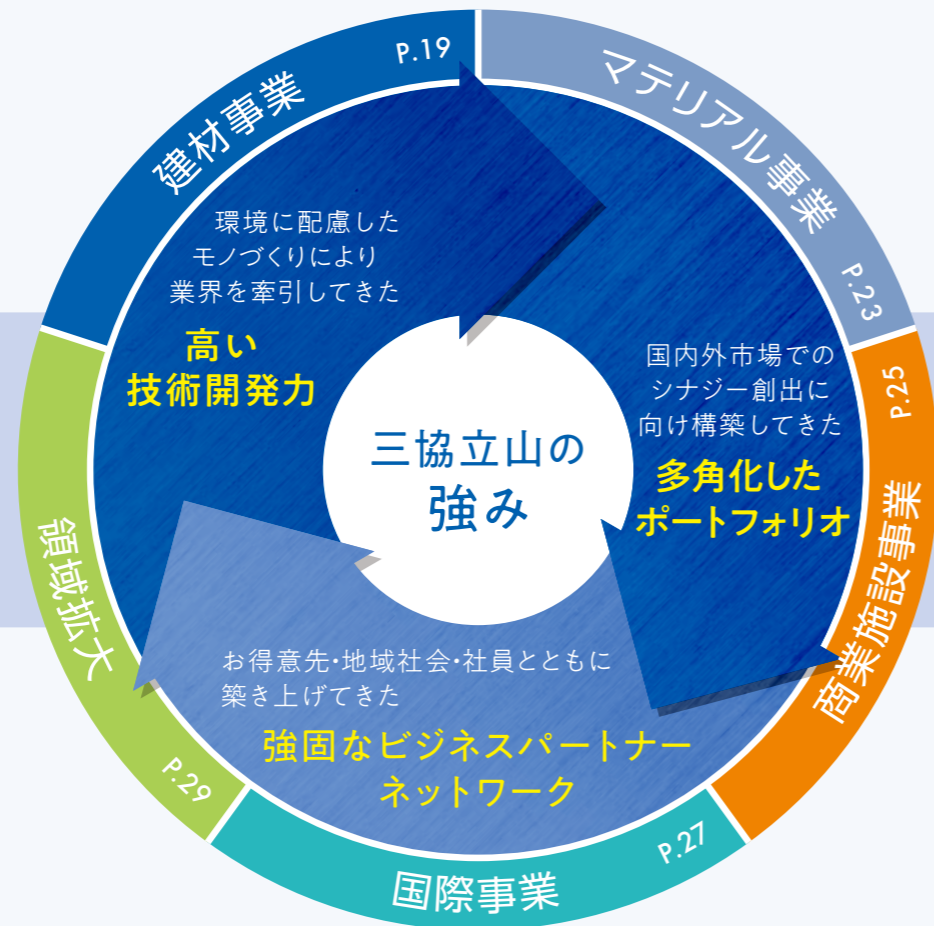 建材事業
P.19
マテリアル事業
P.23
商業施設事業
P.25
国際事業
P.27
領域拡大
P.29
三協立山の
強み
環境に配慮した
モノづくりにより
業界を牽引してきた
高い
技術開発力
国内外市場での
シナジー創出に
向け構築してきた
多角化した
ポートフォリオ
お得意先・地域社会・社員とともに
築き上げてきた
強固なビジネスパートナー
ネットワーク